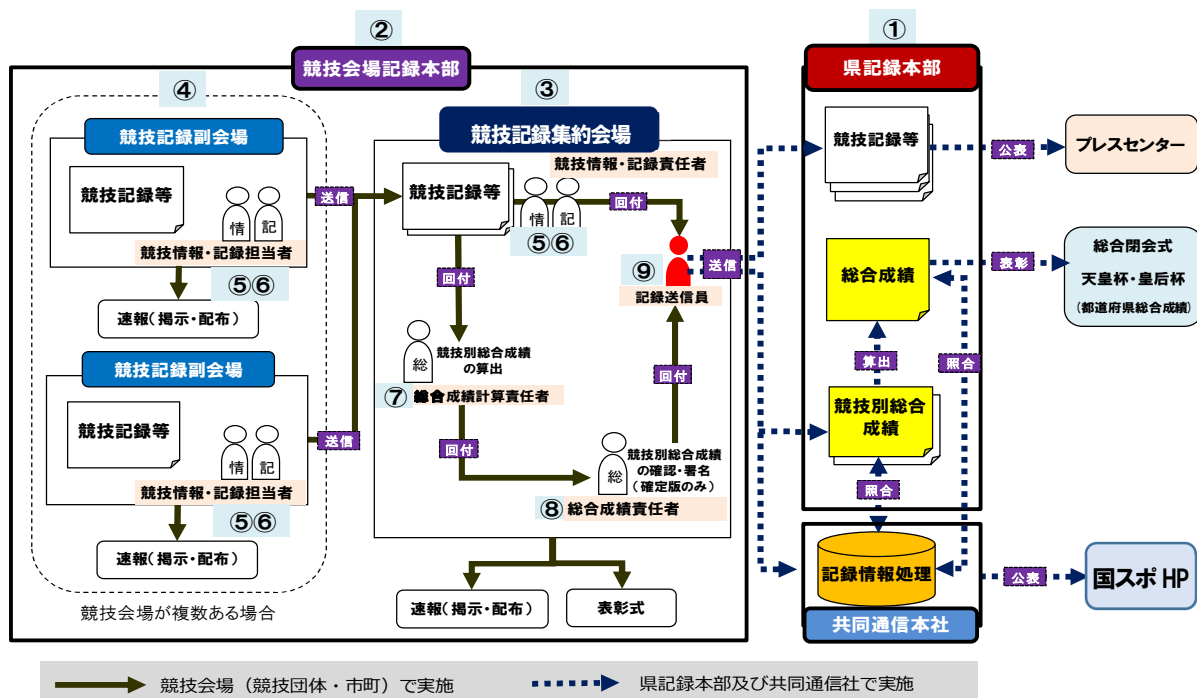 ②
競技会場記録本部
④
競技記録副会場
競技記録等
情
記
競技情報・記録担当者
⑤⑥
速報(掲示・配布)
競技記録副会場
競技記録等
情
記
競技情報・記録担当者
⑤⑥
速報(掲示・配布)
競技会場が複数ある場合
送信
送信
③
競技記録集約会場
競技情報・記録責任者
競技記録等
情
記
⑤⑥
回付
⑨
記録送信員
送信
回付
総
競技別総合成績
の算出
⑦
総合成績計算責任者
回付
回付
総
競技別総合成績
の確認・署名
(確定版のみ)
⑧
総合成績責任者
速報(掲示・配布)
表彰式
①
県記録本部
競技記録等
公表
プレスセンター
総合成績
表彰
総合閉会式
天皇杯・皇后杯
(都道府県総合成績)
算出
照合
競技別総合
成績
照合
記録情報処理
共同通信本社
公表
国スポ HP
競技会場（競技団体・市町）で実施
県記録本部及び共同通信社で実施